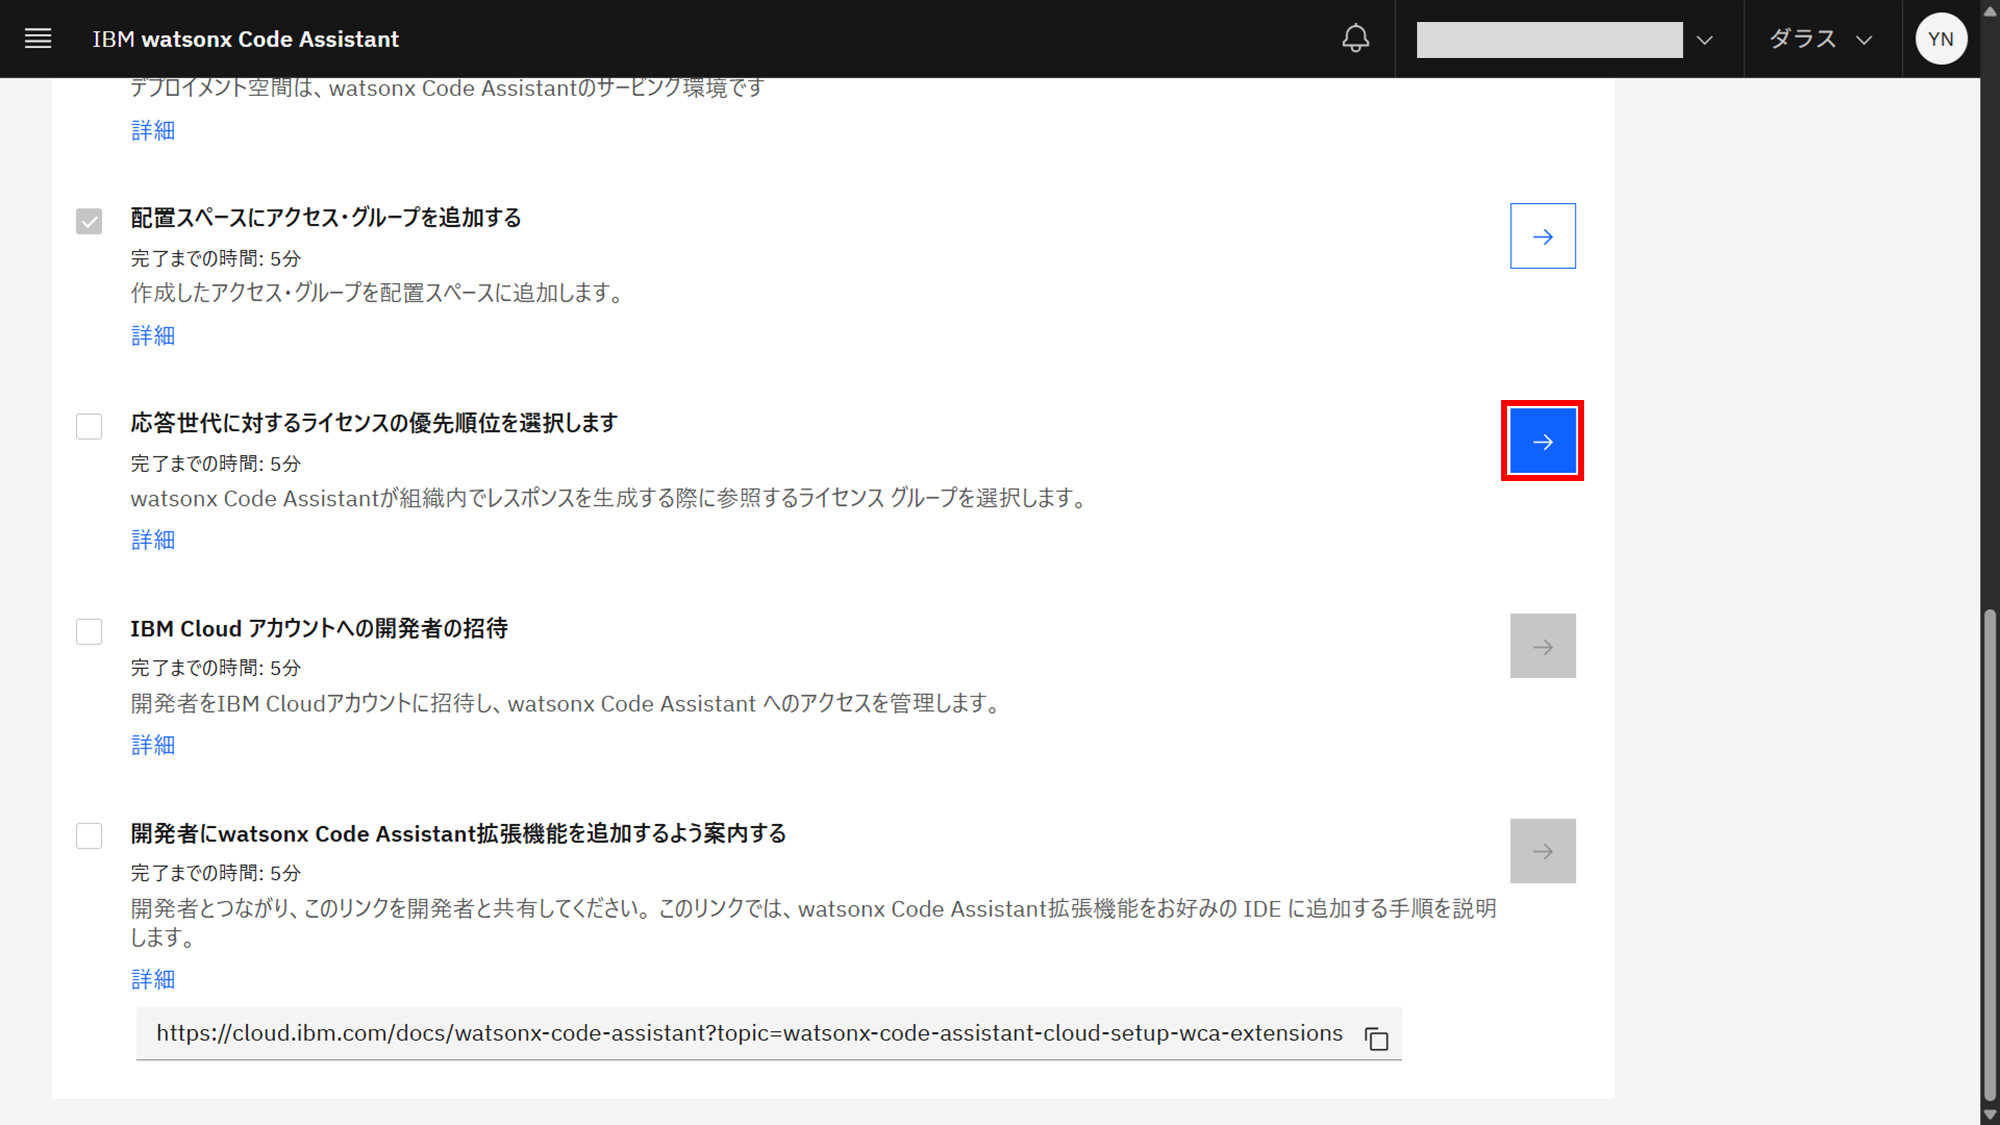 IBM watsonx Code Assistant
ダラス
YN
デプロイメント空間は、watsonx Code Assistantのサービング環境です
詳細
配置スペースにアクセス・グループを追加する
完了までの時間: 5分
作成したアクセス・グループを配置スペースに追加します。
詳細
応答世代に対するライセンスの優先順位を選択します
完了までの時間: 5分
watsonx Code Assistantが組織内でレスポンスを生成する際に参照するライセンス グループを選択します。
詳細
IBM Cloud アカウントへの開発者の招待
完了までの時間: 5分
開発者をIBM Cloudアカウントに招待し、watsonx Code Assistant へのアクセスを管理します。
詳細
開発者にwatsonx Code Assistant拡張機能を追加するよう案内する
完了までの時間: 5分
開発者とつながり、このリンクを開発者と共有してください。このリンクでは、watsonx Code Assistant拡張機能をお好みの IDE に追加する手順を説明
します。
詳細
https://cloud.ibm.com/docs/watsonx-code-assistant?topic=watsonx-code-assistant-cloud-setup-wca-extensions